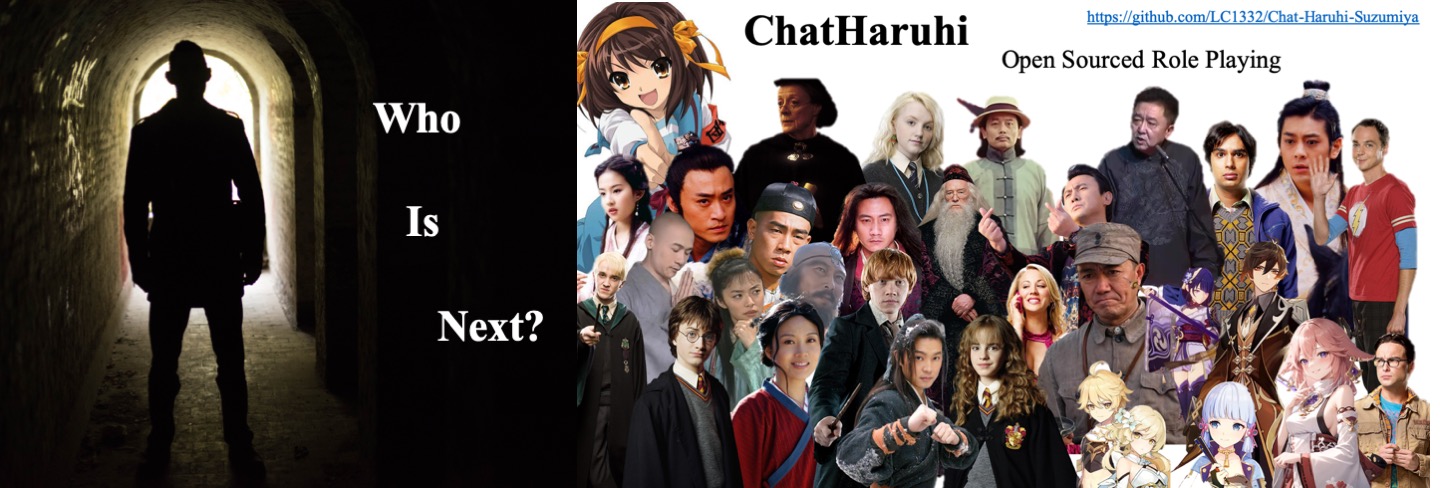 Who
Is
Next?
ChatHaruhi
https://github.com/LC1332/Chat-Haruhi-Suzumiya
Open Sourced Role Playing